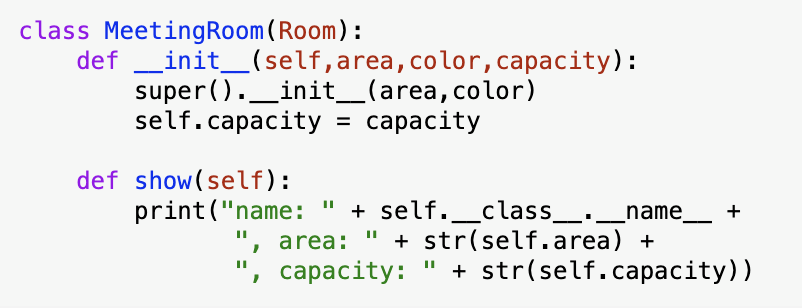 class MeetingRoom(Room):
    def __init__(self,area,color,capacity):
        super().__init__(area,color)
        self.capacity = capacity

    def show(self):
        print("name: " + self.__class__.__name__ +
               ", area: " + str(self.area) +
               ", capacity: " + str(self.capacity))